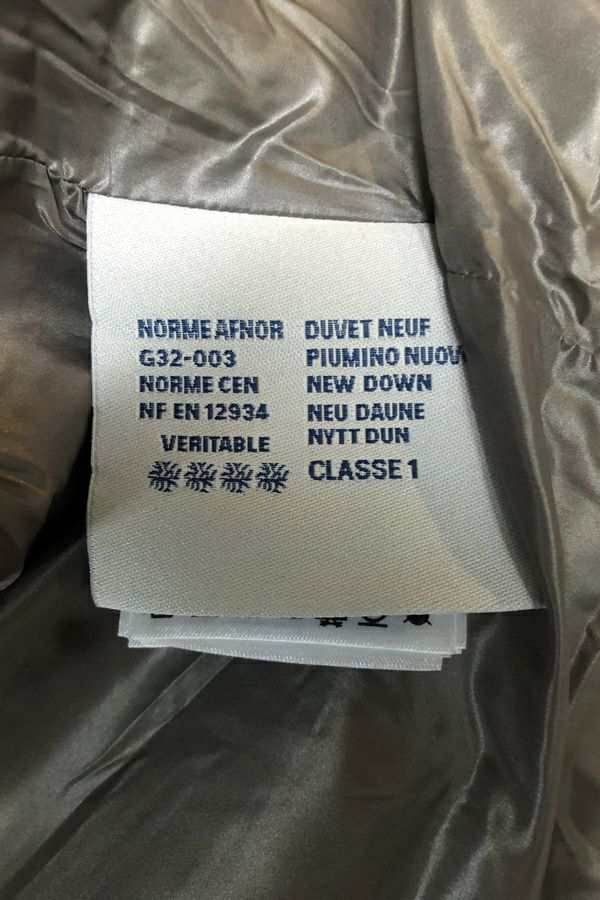 NORME AFNOR
G32-003
NORME CEN
NF EN 12934
VERITABLE
DUVET NEUF
PIUMINO NUOV
NEW DOWN
NEU DAUNE
NYTT DUN
CLASSE 1